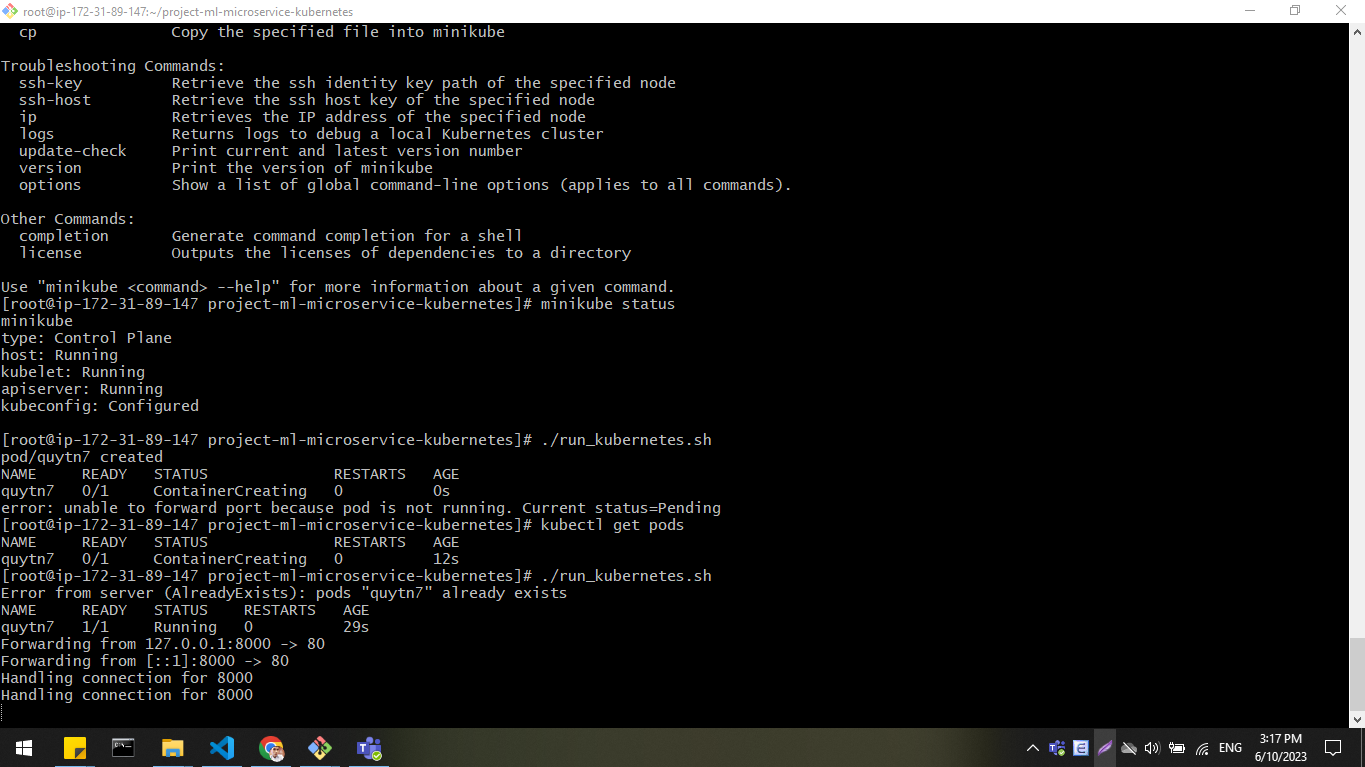 root@ip-172-31-89-147:~/project-ml-microservice-kubernetes
cp Copy the specified file into minikube
Troubleshooting Commands:
ssh-key Retrieve the ssh identity key path of the specified node
ssh-host Retrieve the ssh host key of the specified node
ip Retrieves the IP address of the specified node
logs Returns logs to debug a local Kubernetes cluster
update-check Print current and latest version number
version Print the version of minikube
options Show a list of global command-line options (applies to all commands).
Other Commands:
completion Generate command completion for a shell
license Outputs the licenses of dependencies to a directory
Use "minikube <command> --help" for more information about a given command.
[root@ip-172-31-89-147 project-ml-microservice-kubernetes]# minikube status
minikube
type: Control Plane
host: Running
kubelet: Running
apiserver: Running
kubeconfig: Configured
[root@ip-172-31-89-147 project-ml-microservice-kubernetes]# ./run_kubernetes.sh
pod/quytn7 created
NAME READY STATUS RESTARTS AGE
quytn7 0/1 ContainerCreating 0 0s
error: unable to forward port because pod is not running. Current status=Pending
[root@ip-172-31-89-147 project-ml-microservice-kubernetes]# kubectl get pods
NAME READY STATUS RESTARTS AGE
quytn7 0/1 ContainerCreating 0 12s
[root@ip-172-31-89-147 project-ml-microservice-kubernetes]# ./run_kubernetes.sh
Error from server (AlreadyExists): pods "quytn7" already exists
NAME READY STATUS RESTARTS AGE
quytn7 1/1 Running 0 29s
Forwarding from 127.0.0.1:8000 -> 80
Forwarding from [::1]:8000 -> 80
Handling connection for 8000
Handling connection for 8000
ENG
3:17 PM
6/10/2023